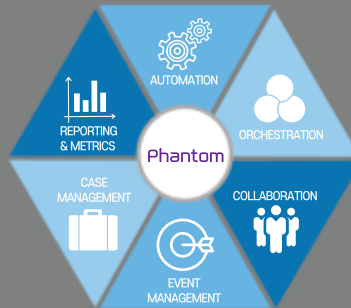 AUTOMATION
REPORTING
& METRICS
ORCHESTRATION
Phantom
CASE
MANAGEMENT
COLLABORATION
EVENT
MANAGEMENT